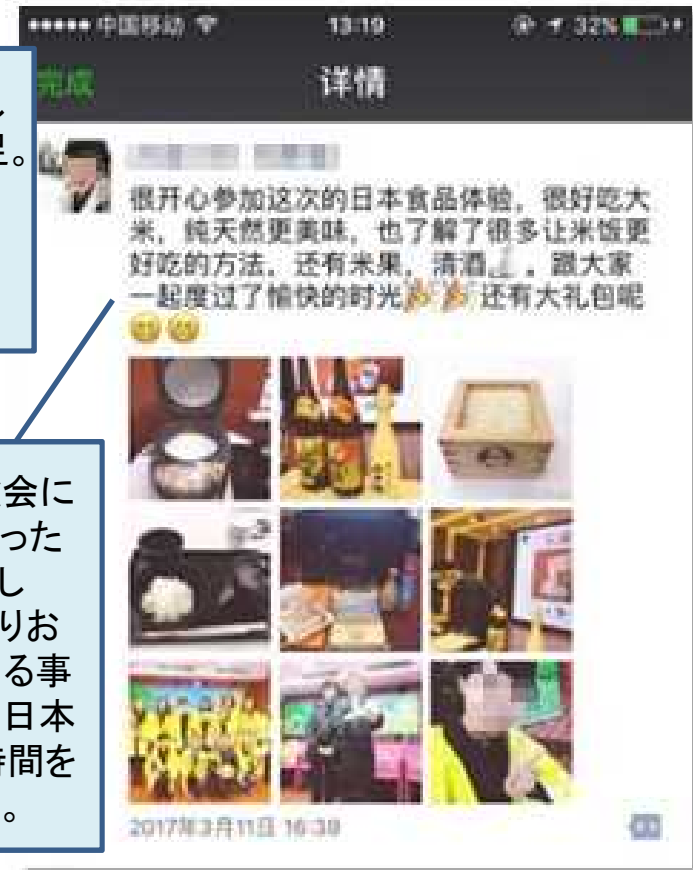 中国移动 13:19 32%
完成 详情
很开心参加这次的日本食品体验，很好吃大
米，纯天然更美味，也了解了很多让米饭更
好吃的方法，还有米果，清酒🍶，跟大家
一起度过了愉快的时光🎉🎉还有大礼包呢
😊😊
2017年3月11日 16:39
会に
った
し
りお
る事
日本
時間を
。